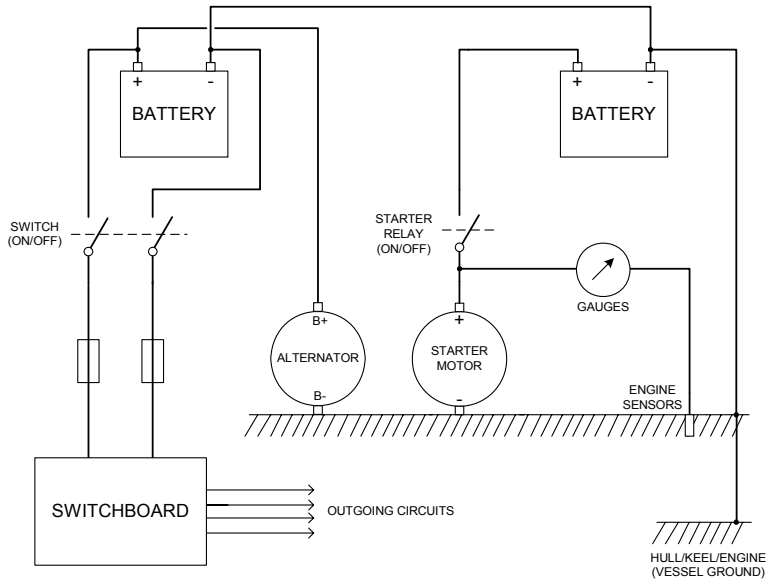 + -
BATTERY
+ -
BATTERY
SWITCH
(ON/OFF)
STARTER
RELAY
(ON/OFF)
GAUGES
B+
ALTERNATOR
B-
+
STARTER
MOTOR
-
ENGINE
SENSORS
SWITCHBOARD
OUTGOING CIRCUITS
HULL/KEEL/ENGINE
(VESSEL GROUND)